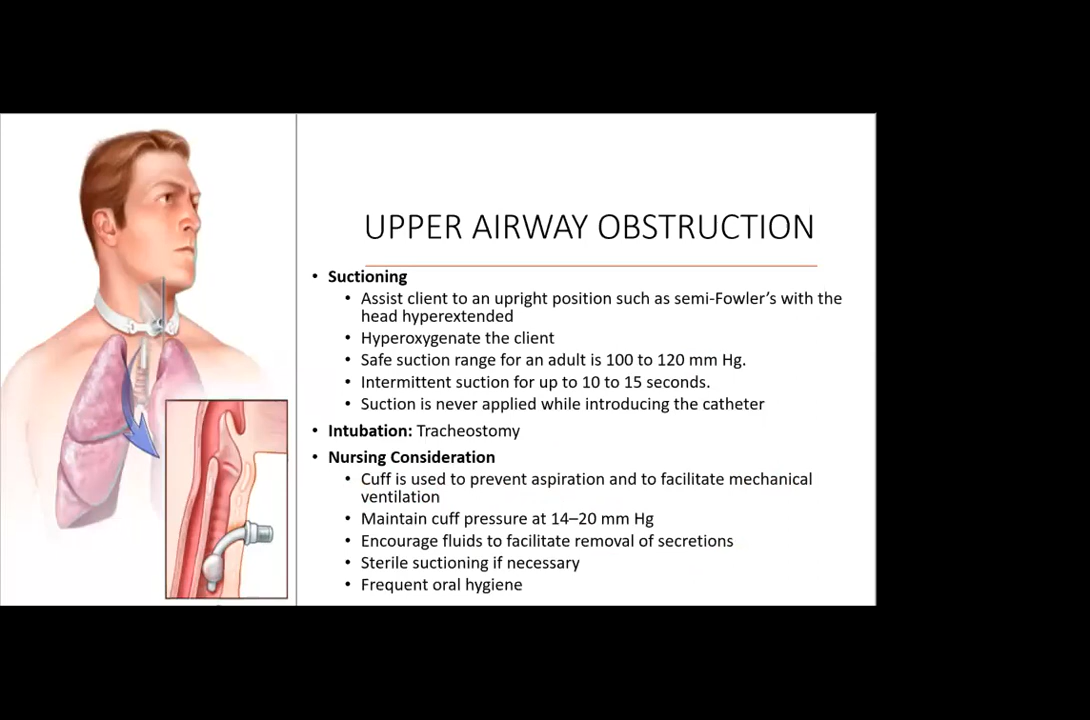 UPPER AIRWAY OBSTRUCTION
• Suctioning
• Assist client to an upright position such as semi-Fowler’s with the
head hyperextended
• Hyperoxygenate the client
• Safe suction range for an adult is 100 to 120 mm Hg.
• Intermittent suction for up to 10 to 15 seconds.
• Suction is never applied while introducing the catheter
• Intubation: Tracheostomy
• Nursing Consideration
• Cuff is used to prevent aspiration and to facilitate mechanical
ventilation
• Maintain cuff pressure at 14–20 mm Hg
• Encourage fluids to facilitate removal of secretions
• Sterile suctioning if necessary
• Frequent oral hygiene